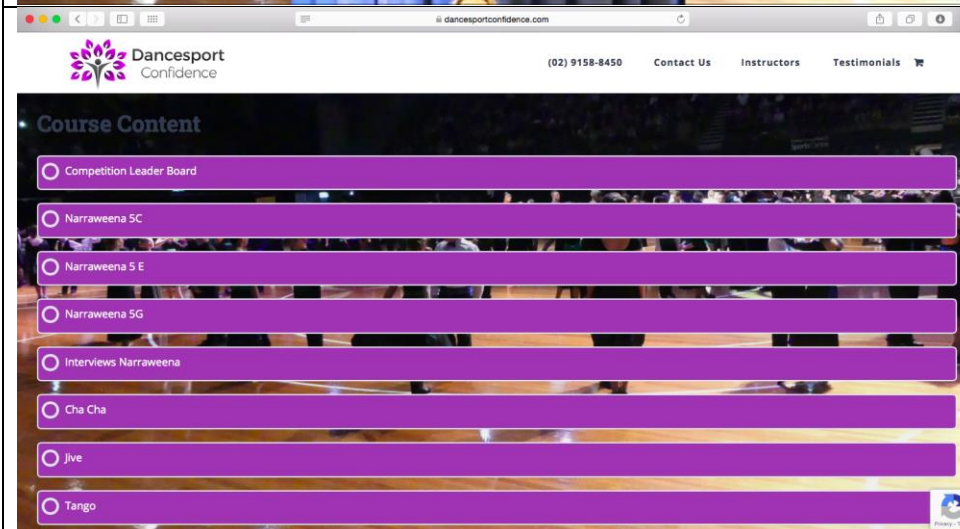 dancesportconfidence.com
Dancesport
Confidence
(02) 9158-8450 Contact Us Instructors Testimonials
Course Content
Competition Leader Board
Narraweena 5C
Narraweena 5 E
Narraweena 5G
Interviews Narraweena
Cha Cha
Jive
Tango